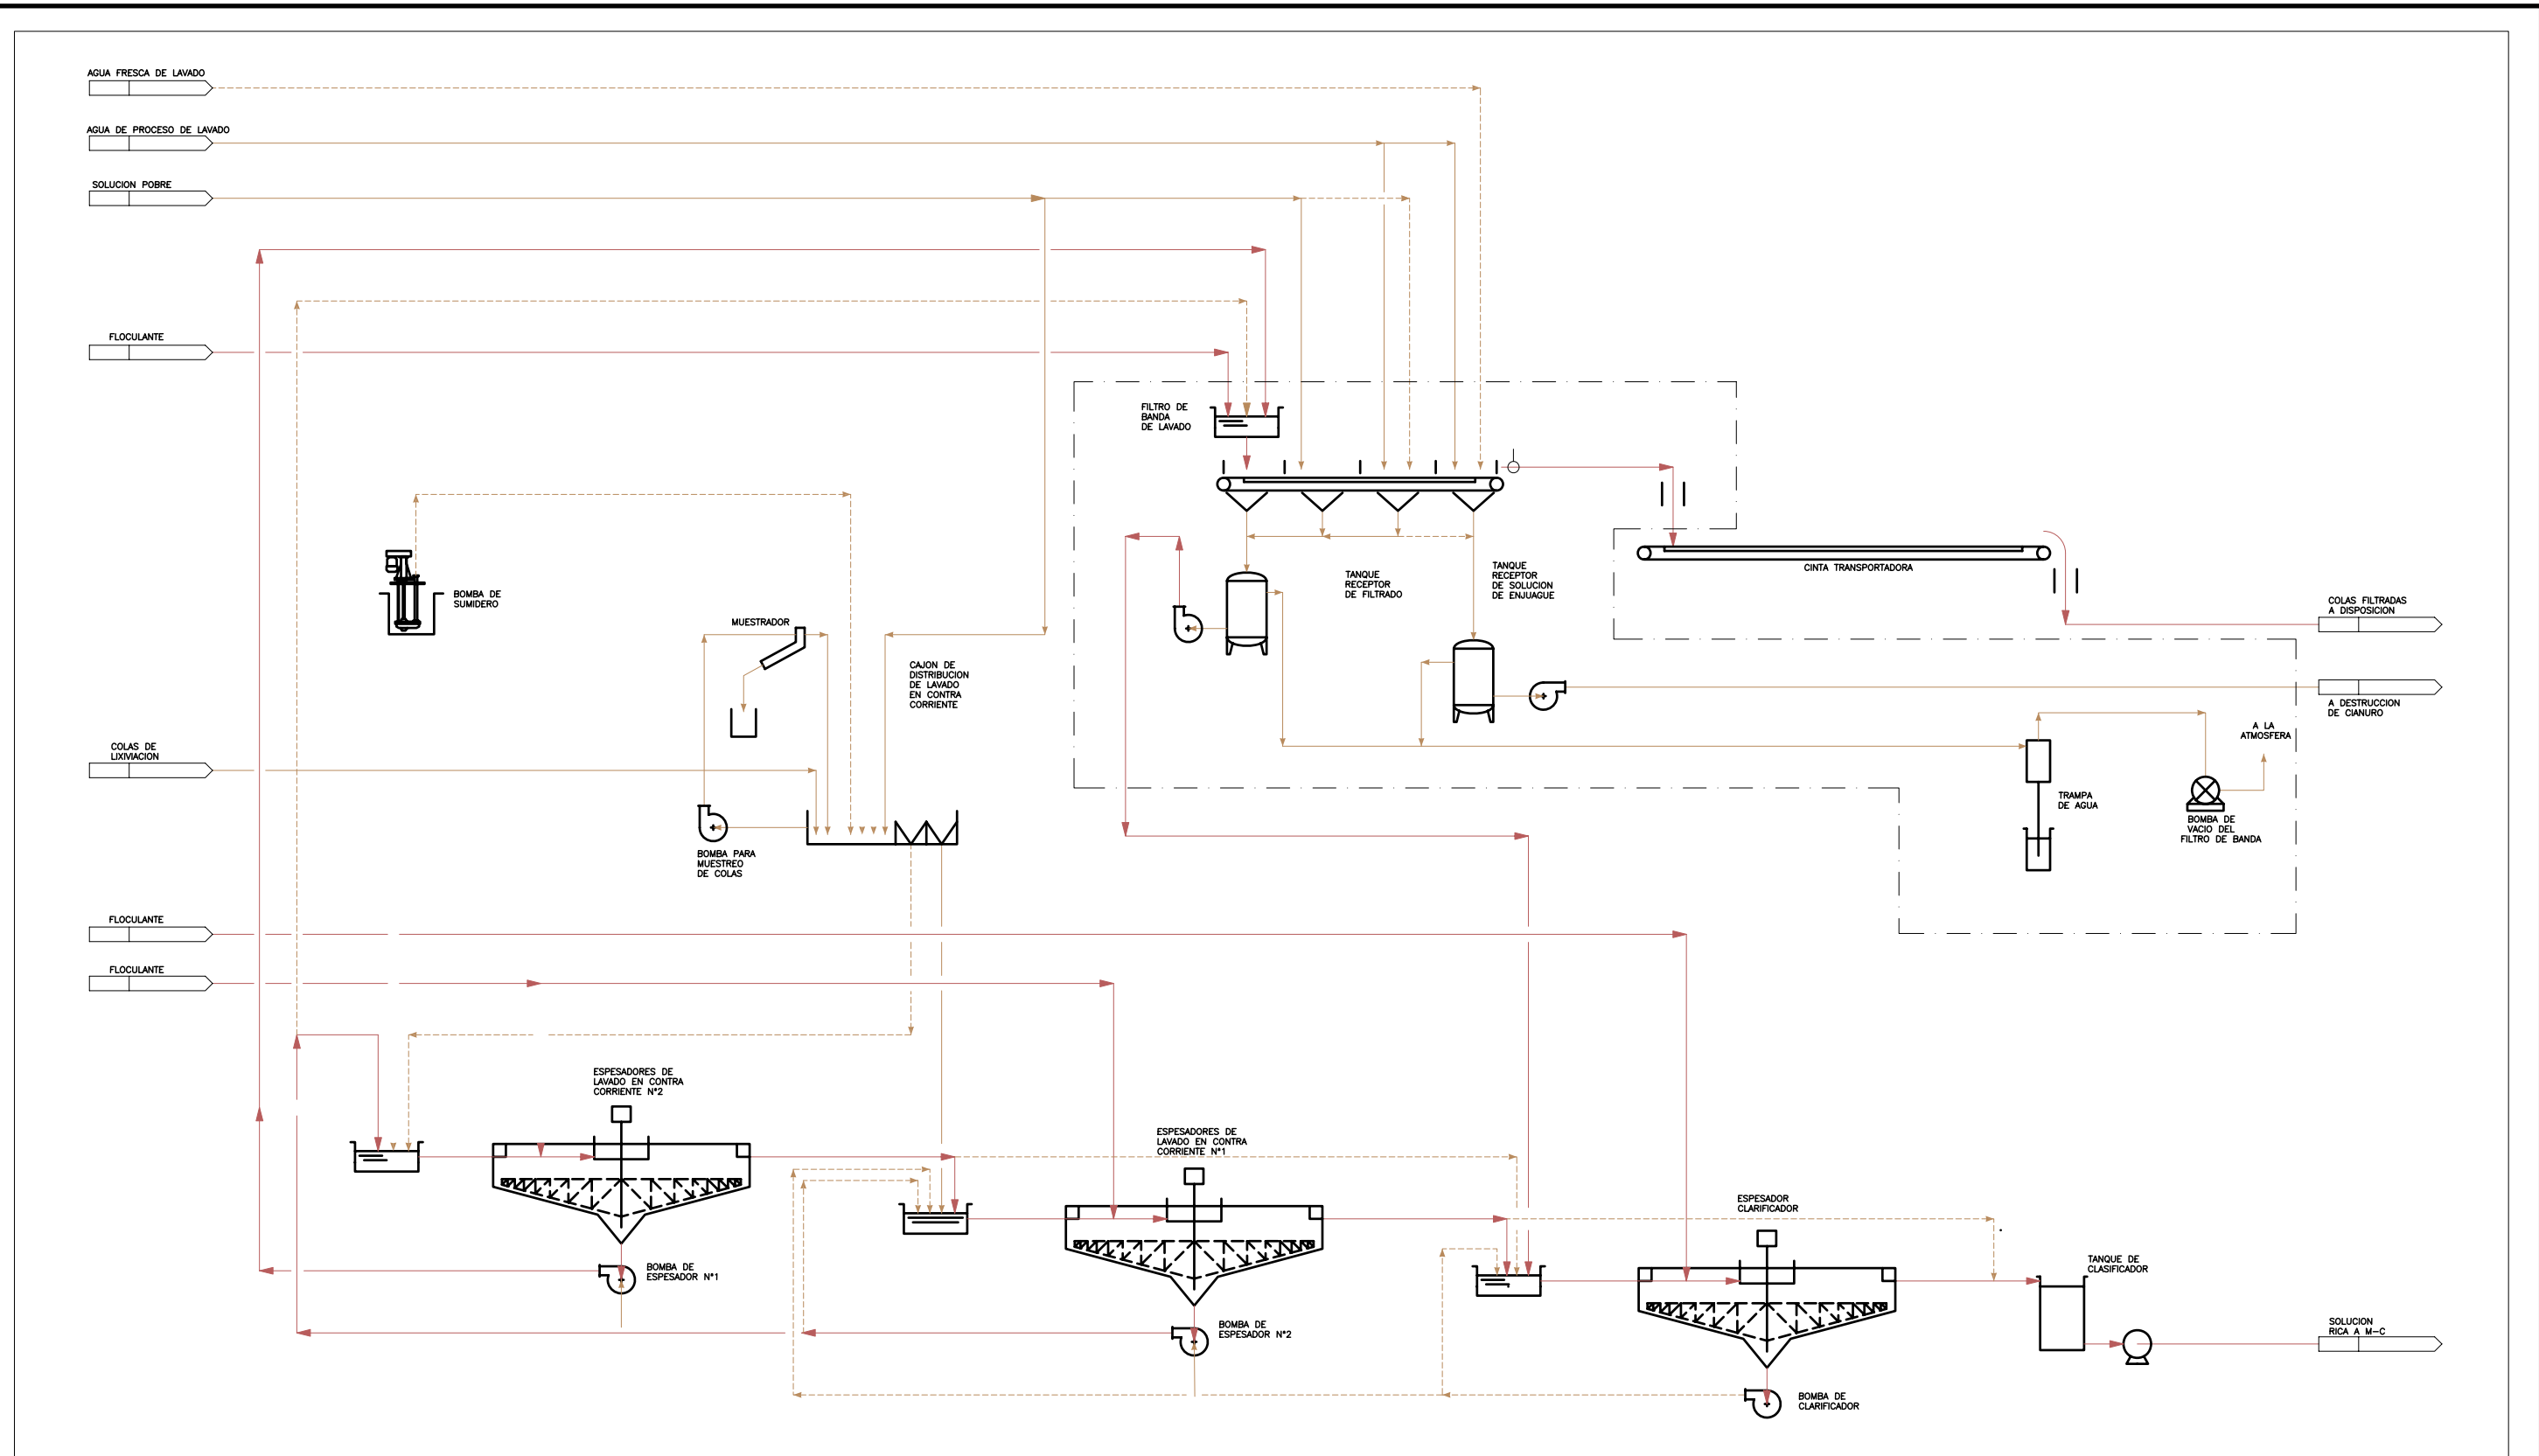 AGUA FRESCA DE LAVADO
AGUA DE PROCESO DE LAVADO
SOLUCION POBRE
FLOCULANTE
FILTRO DE
BANDA
DE LAVADO
BOMBA DE
SUMIDERO
MUESTRADOR
CAJON DE
DISTRIBUCION
DE LAVADO
EN CONTRA
CORRIENTE
TANQUE
RECEPTOR
DE FILTRADO
TANQUE
RECEPTOR
DE SOLUCION
DE ENJUAGUE
CINTA TRANSPORTADORA
COLAS FILTRADAS
A DISPOSICION
A DESTRUCCION
DE CIANURO
A LA
ATMOSFERA
COLAS DE
LIXIVIACION
TRAMPA
DE AGUA
BOMBA DE
VACIO DEL
FILTRO DE BANDA
BOMBA PARA
MUESTREO
DE COLAS
FLOCULANTE
FLOCULANTE
ESPESADORES DE
LAVADO EN CONTRA
CORRIENTE N°2
ESPESADORES DE
LAVADO EN CONTRA
CORRIENTE N°1
ESPESADOR
CLARIFICADOR
TANQUE DE
CLASIFICADOR
BOMBA DE
ESPESADOR N°1
BOMBA DE
ESPESADOR N°2
SOLUCION
RICA A M-C
BOMBA DE
CLARIFICADOR